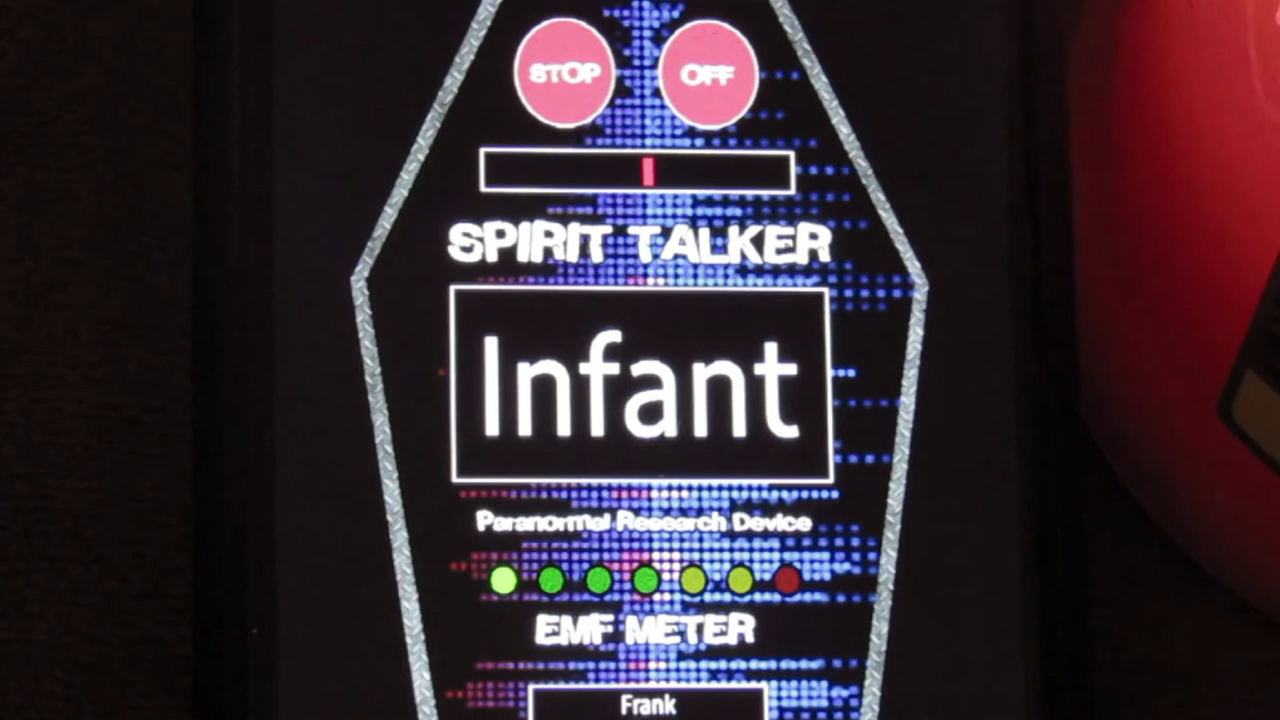 STOP OFF
SPIRIT TALKER
Infant
Paranormal Research Device
EMF METER
Frank